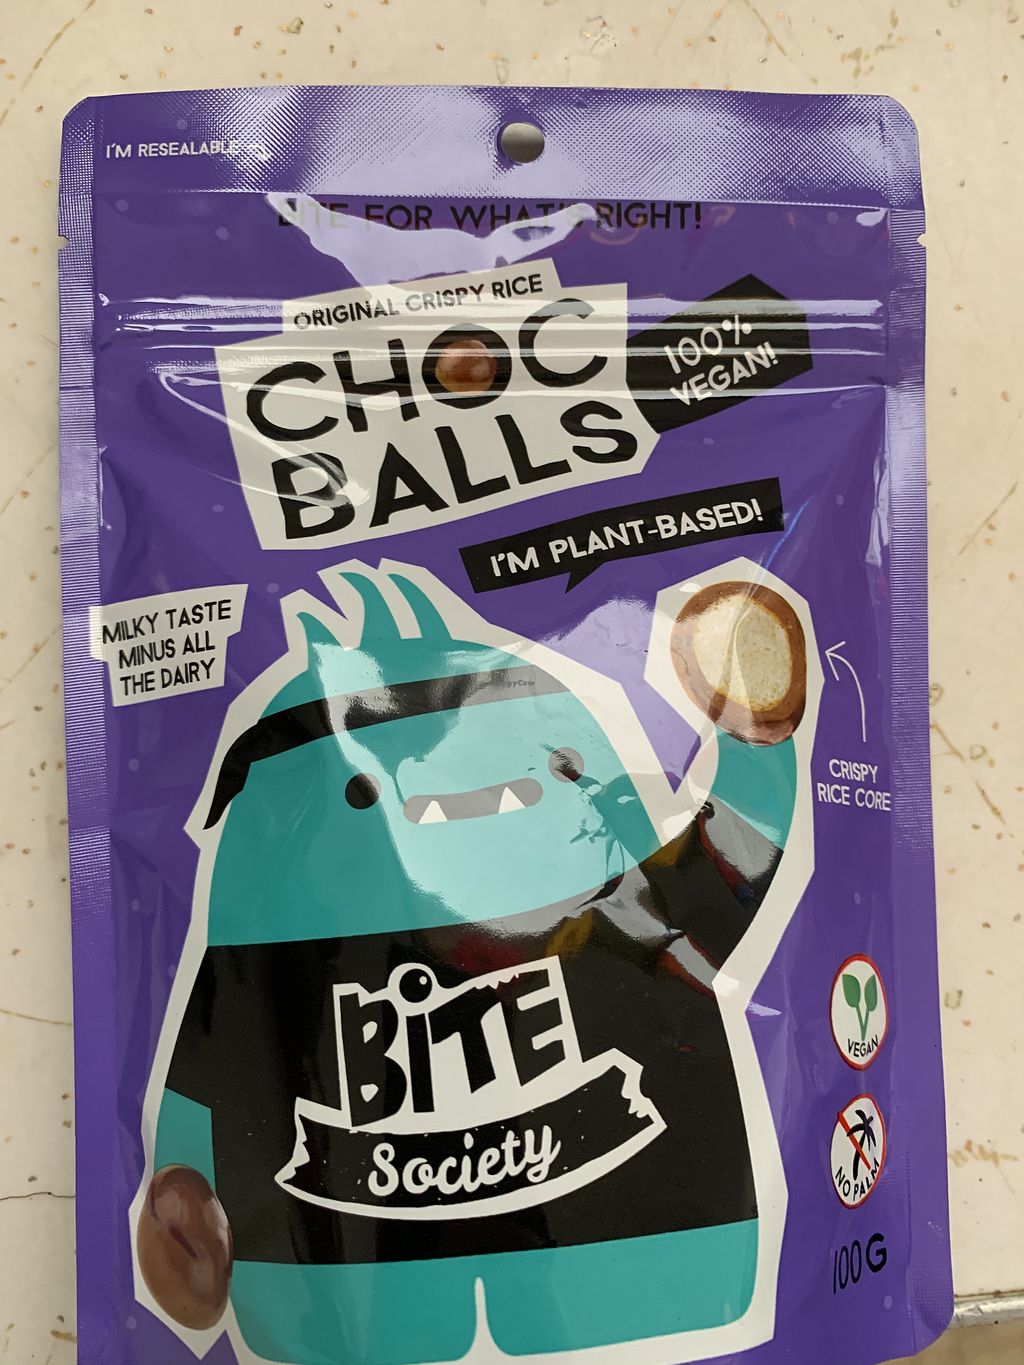 I'M RESEALABLE
BITE FOR WHAT'S RIGHT!
ORIGINAL CRISPY RICE
CHOC
BALLS
100%
VEGAN!
I'M PLANT-BASED!
MILKY TASTE
MINUS ALL
THE DAIRY
CRISPY
RICE CORE
BiTE
Society
VEGAN
NO PALM
100G